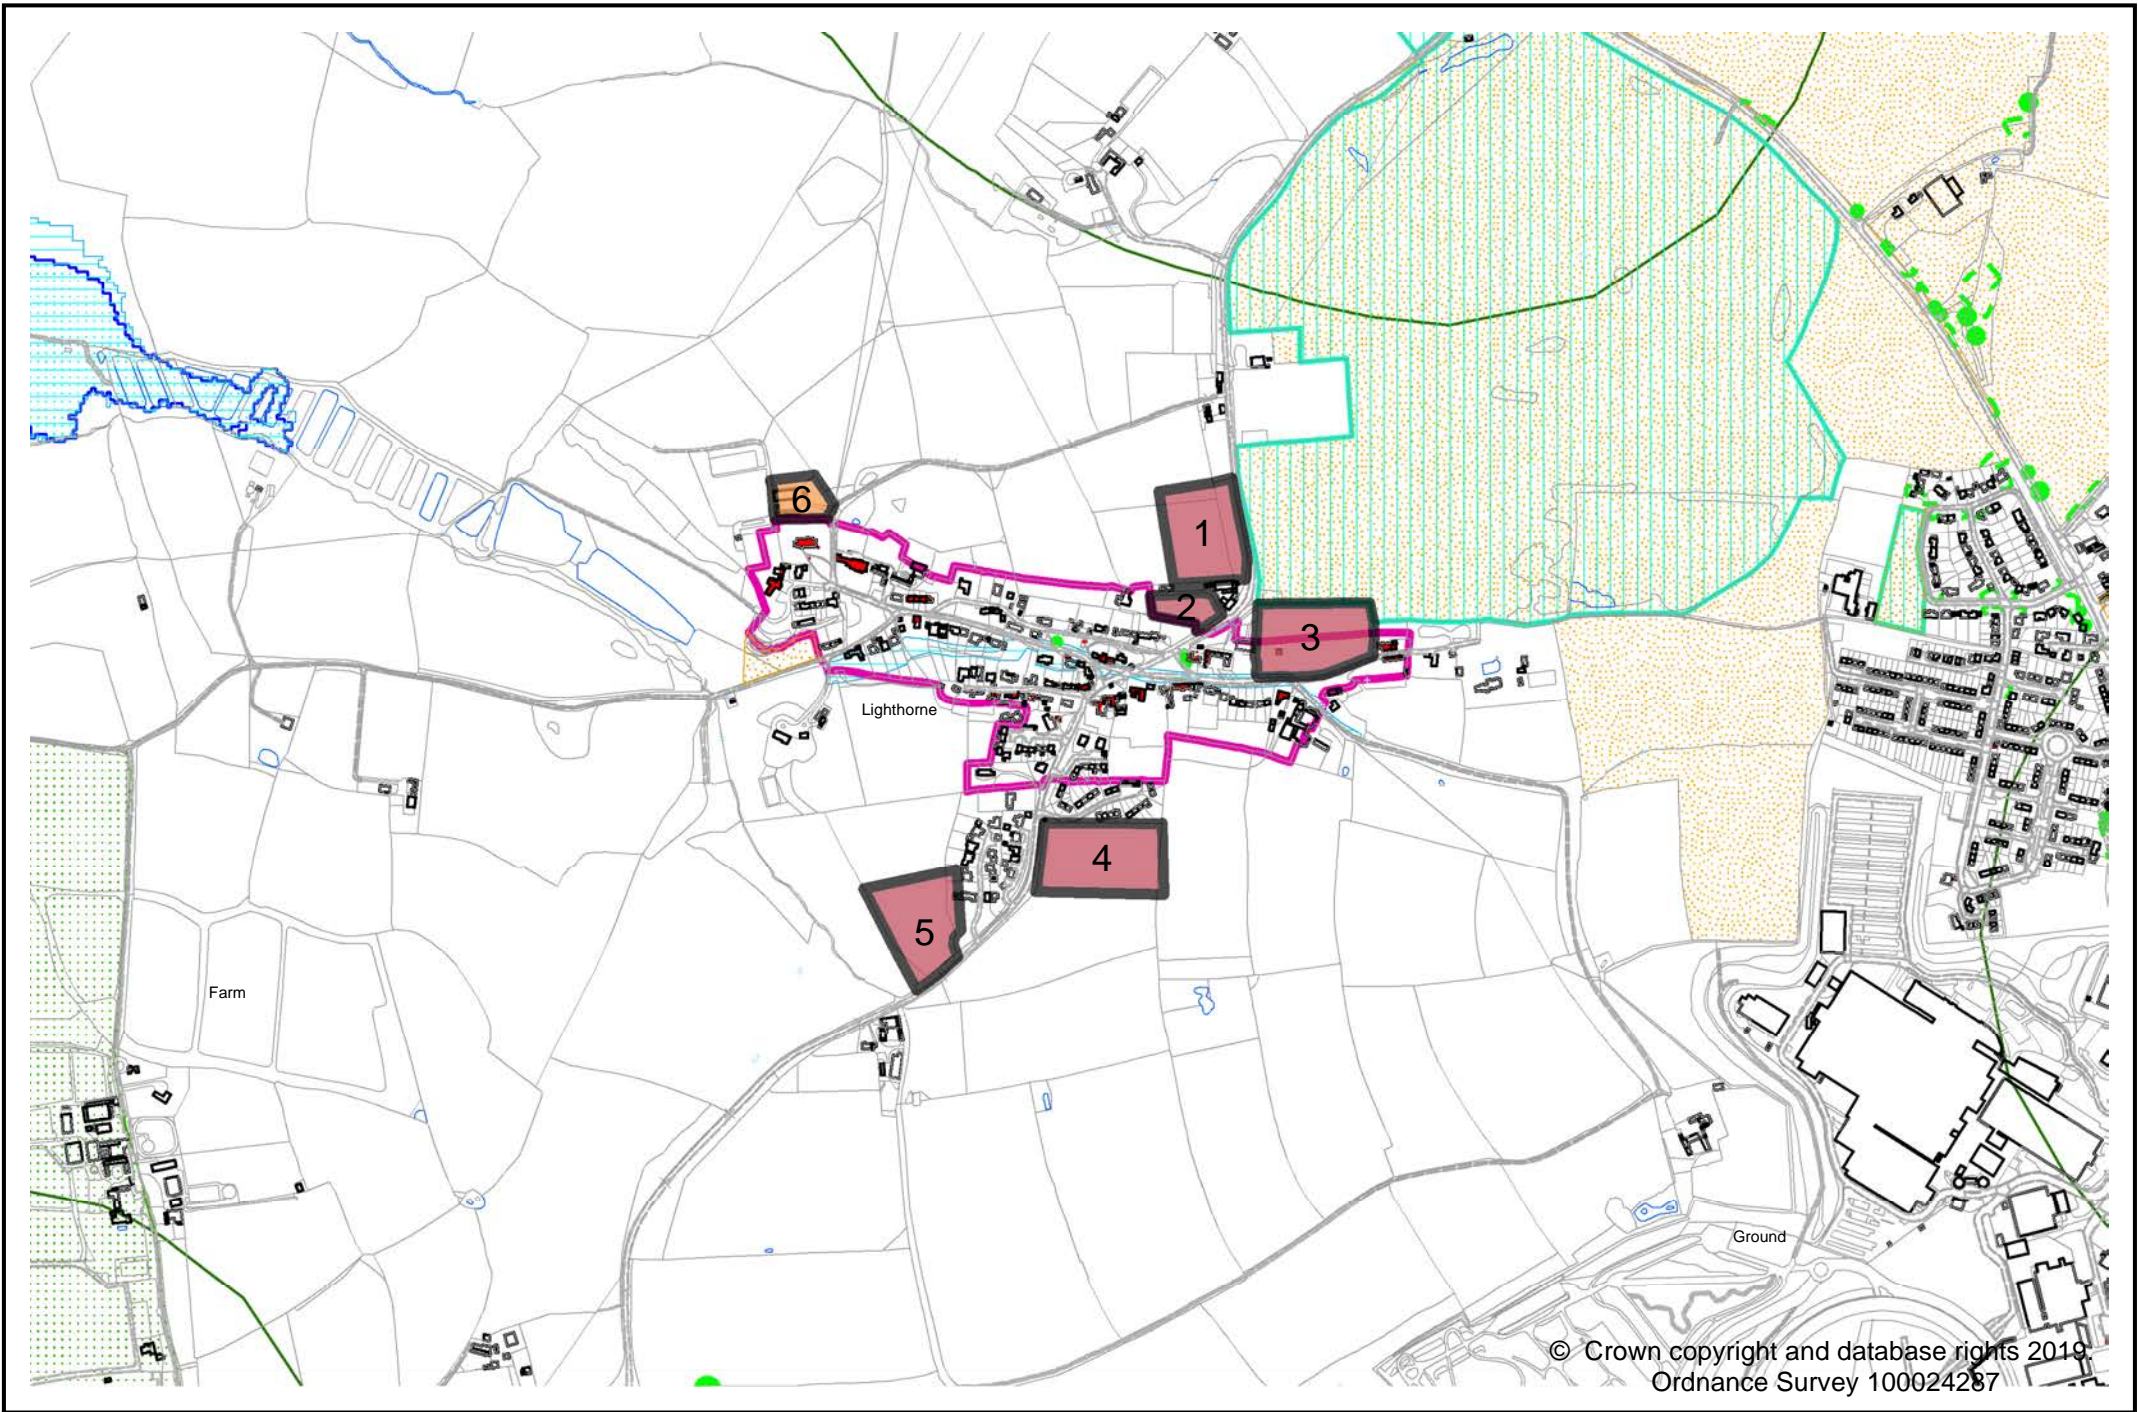 6
1
2
3
Lighthorne
4
5
Farm
Ground
© Crown copyright and database rights 2019.
Ordnance Survey 100024287